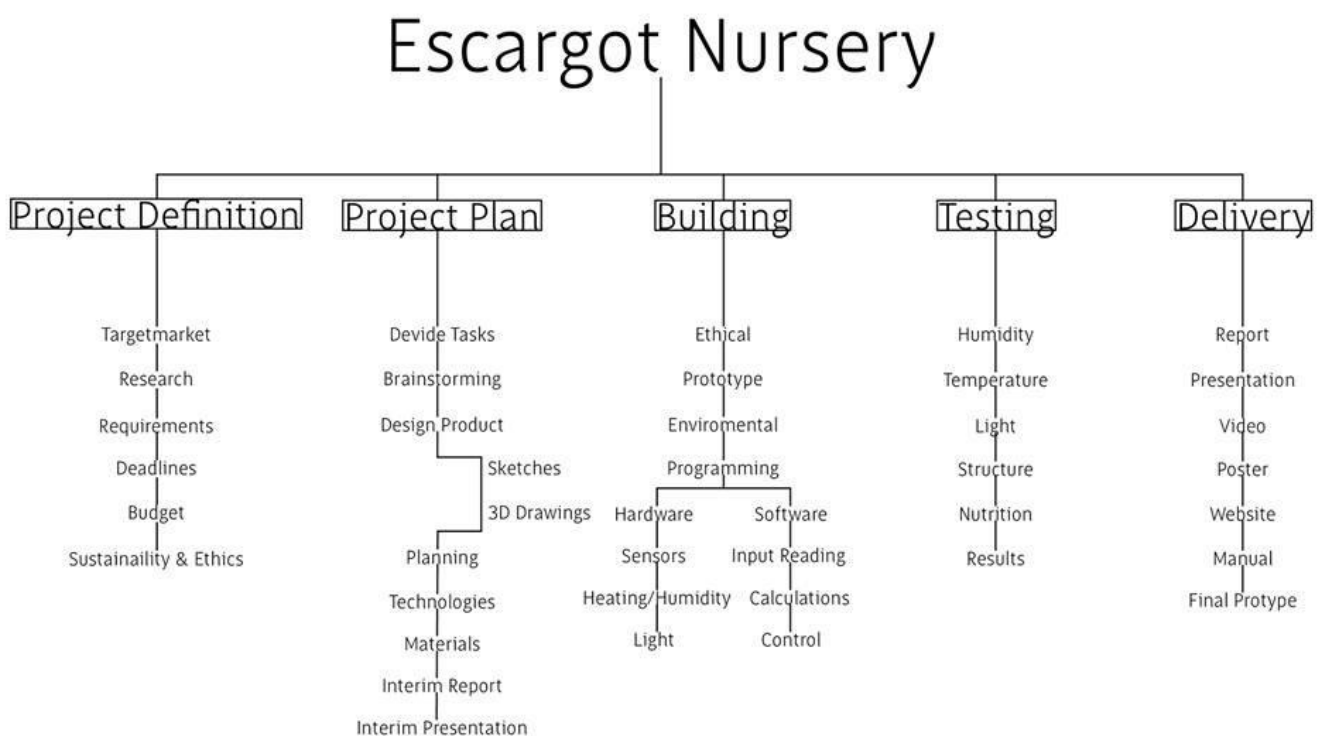 Escargot Nursery
Project Definition
Targetmarket
Research
Requirements
Deadlines
Budget
Sustainaility & Ethics
Project Plan
Devide Tasks
Brainstorming
Design Product
Sketches
3D Drawings
Planning
Technologies
Materials
Interim Report
Interim Presentation
Building
Ethical
Prototype
Enviromental
Programming
Hardware
Sensors
Heating/Humidity
Light
Software
Input Reading
Calculations
Control
Testing
Humidity
Temperature
Light
Structure
Nutrition
Results
Delivery
Report
Presentation
Video
Poster
Website
Manual
Final Protype